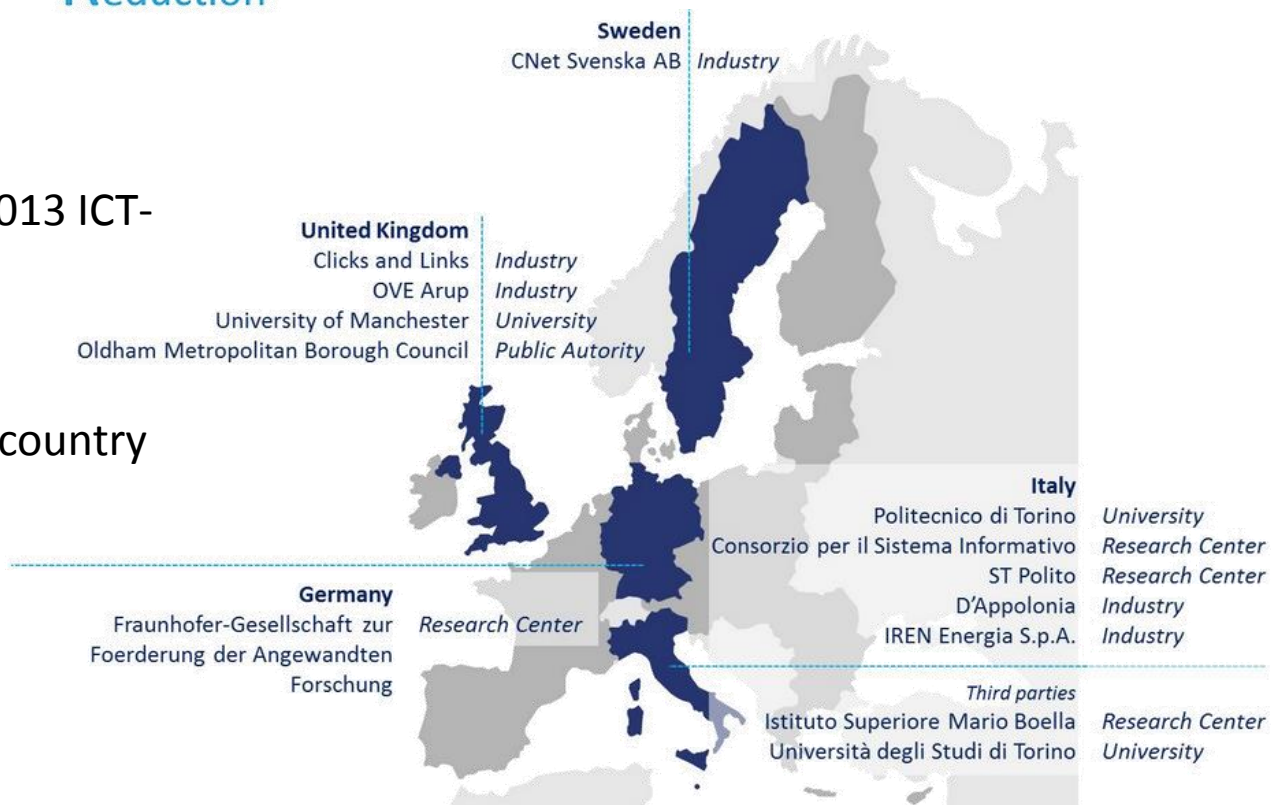 Reduction
Sweden
CNet Svenska AB Industry
013 ICT-
United Kingdom
Clicks and Links Industry
OVE Arup Industry
University of Manchester University
Oldham Metropolitan Borough Council Public Autority
country
Italy
Politecnico di Torino University
Consorzio per il Sistema Informativo Research Center
ST Polito Research Center
D'Appolonia Industry
IREN Energia S.p.A. Industry
Germany
Fraunhofer-Gesellschaft zur Research Center
Foerderung der Angewandten
Forschung
Third parties
Istituto Superiore Mario Boella Research Center
Università degli Studi di Torino University